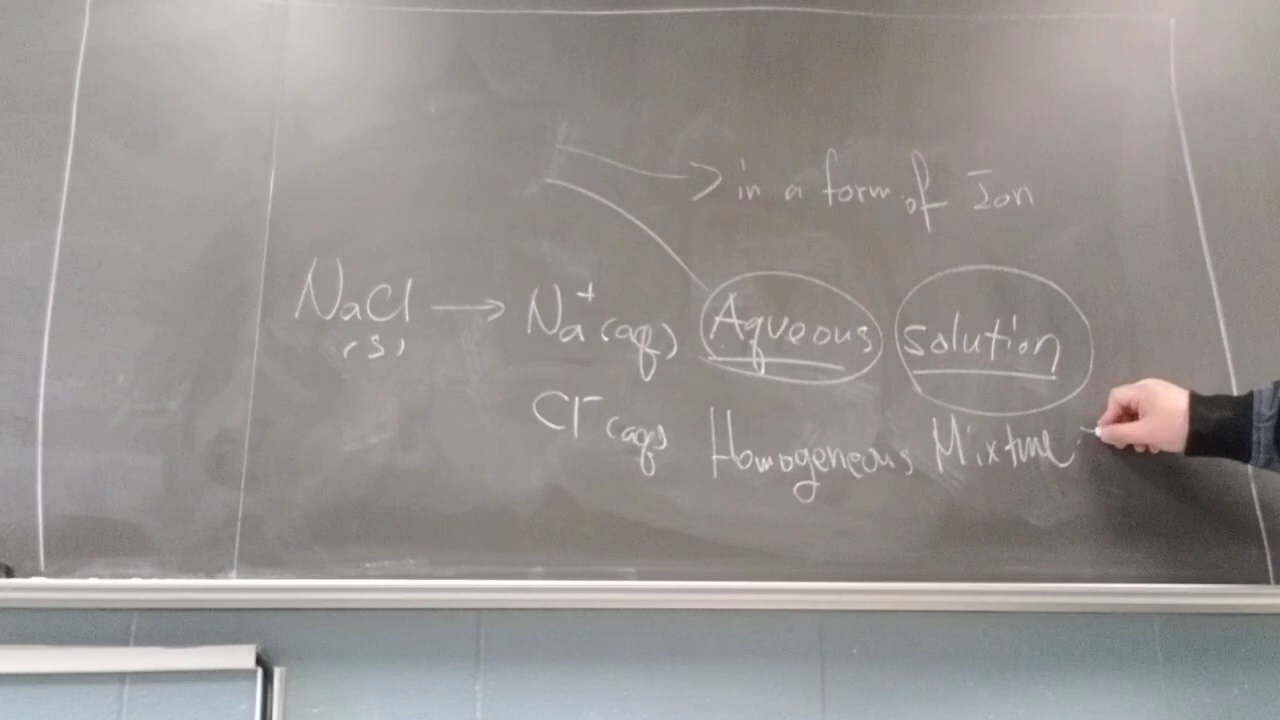 in a form of Ion
NaCl → Na⁺(aq) Aqueous solution
(s)
Cl⁻(aq) Homogeneous Mixture